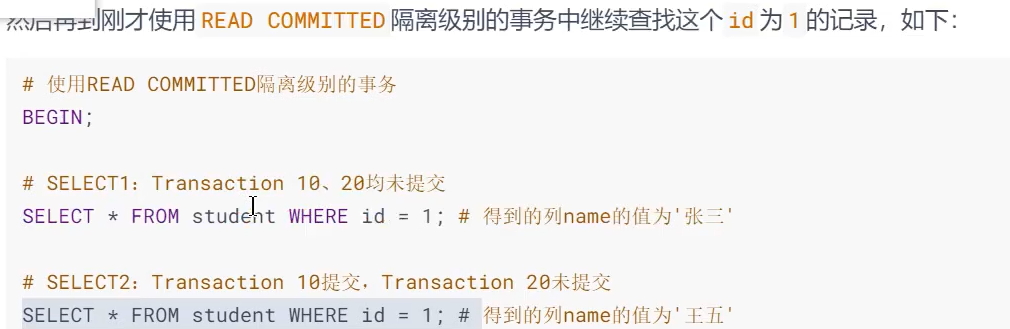 然后再到刚才使用 READ COMMITTED 隔离级别的事务中继续查找这个 id 为 1 的记录，如下：
# 使用READ COMMITTED隔离级别的事务
BEGIN;
# SELECT1：Transaction 10、20均未提交
SELECT * FROM student WHERE id = 1; # 得到的列name的值为'张三'
# SELECT2：Transaction 10提交，Transaction 20未提交
SELECT * FROM student WHERE id = 1; # 得到的列name的值为'王五'